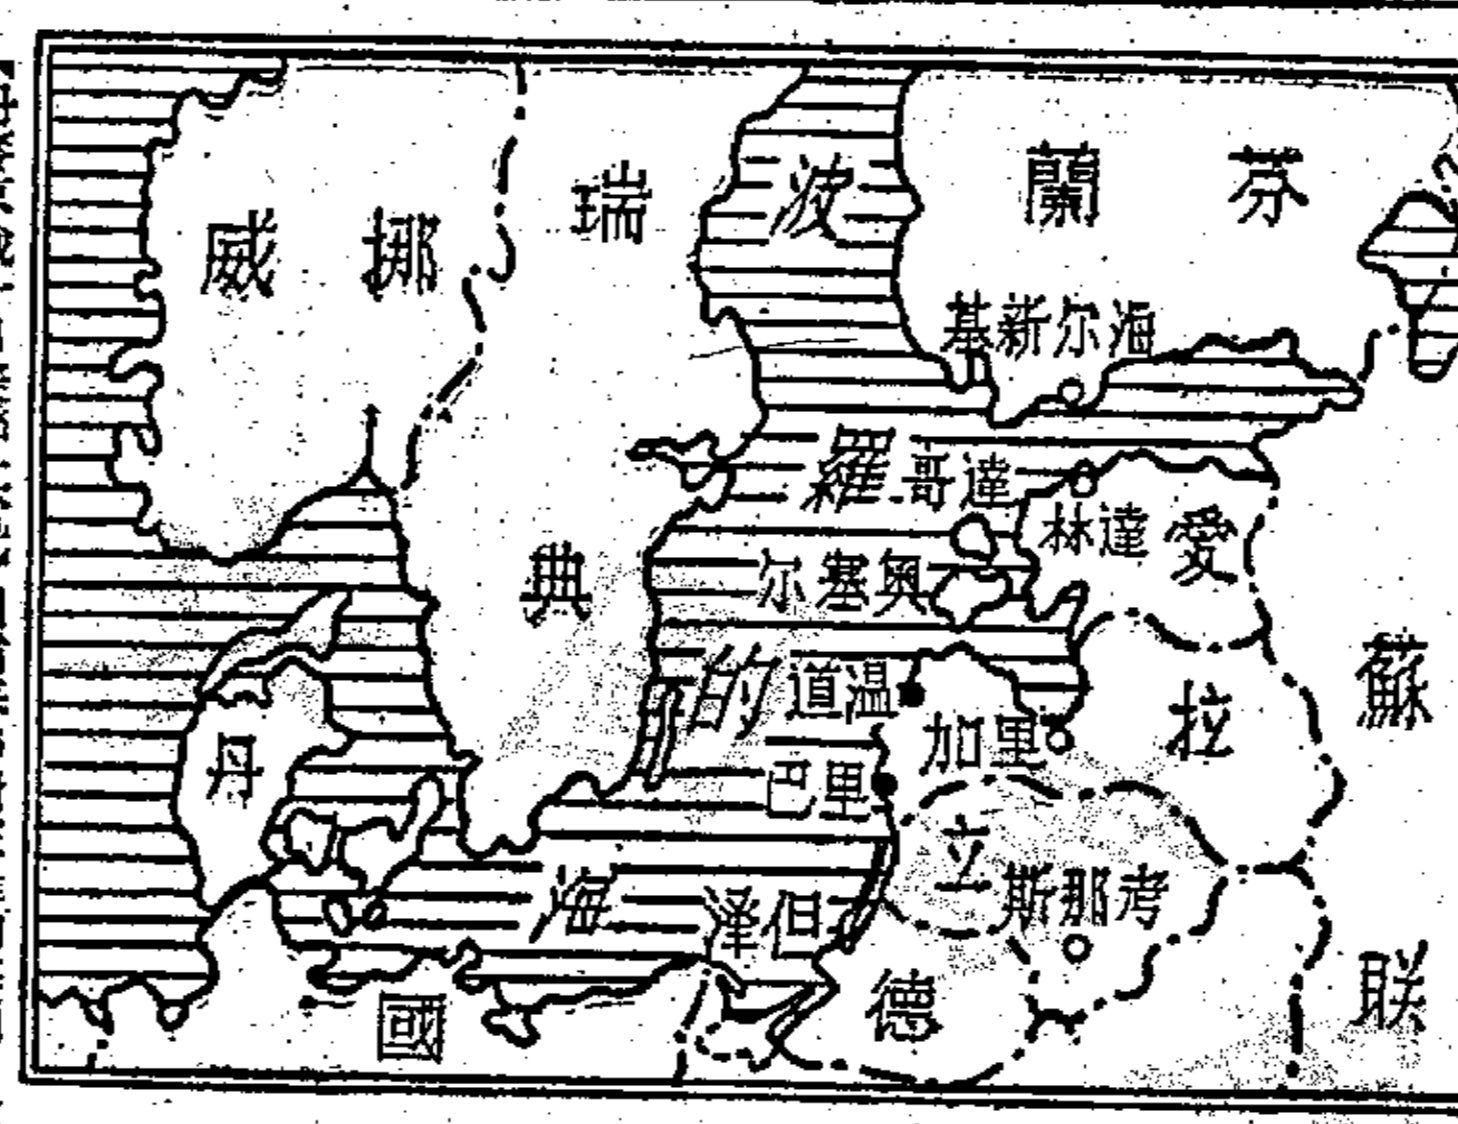 挪威
瑞典
芬蘭
海尔新基
波羅的海
達哥
達林
愛
奥塞尔
蘇联
温道
拉
里加
丹
里巴
立
考那斯
但泽
德國